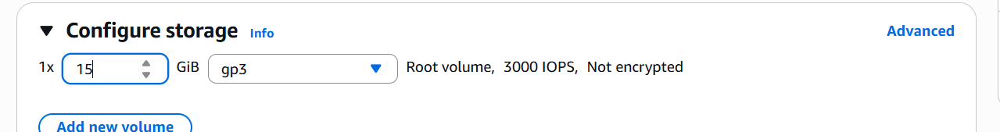 Configure storage Info Advanced
1x 15 GiB gp3 Root volume, 3000 IOPS, Not encrypted
Add new volume